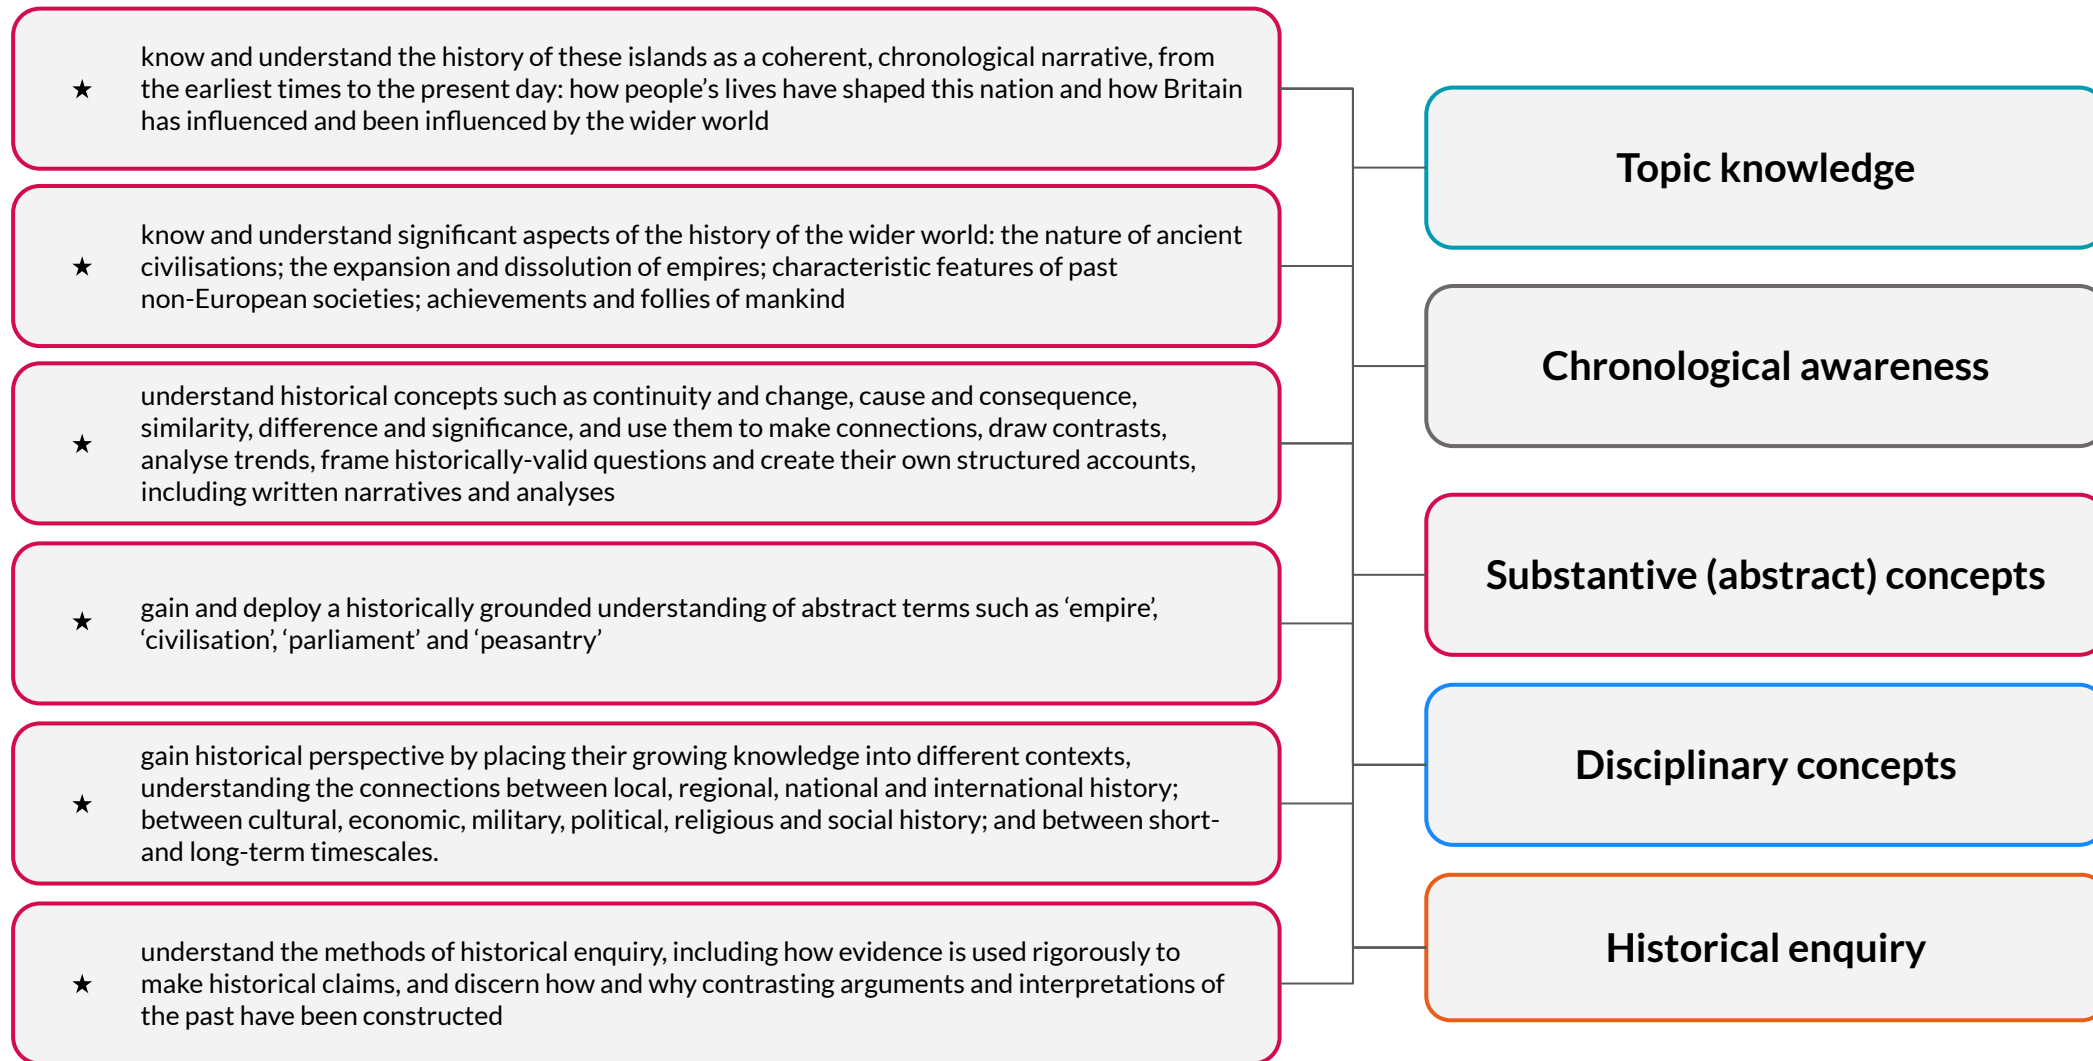 ★ know and understand the history of these islands as a coherent, chronological narrative, from
the earliest times to the present day: how people’s lives have shaped this nation and how Britain
has influenced and been influenced by the wider world
★ know and understand significant aspects of the history of the wider world: the nature of ancient
civilisations; the expansion and dissolution of empires; characteristic features of past
non-European societies; achievements and follies of mankind
★ understand historical concepts such as continuity and change, cause and consequence,
similarity, difference and significance, and use them to make connections, draw contrasts,
analyse trends, frame historically-valid questions and create their own structured accounts,
including written narratives and analyses
★ gain and deploy a historically grounded understanding of abstract terms such as ‘empire’,
‘civilisation’, ‘parliament’ and ‘peasantry’
★ gain historical perspective by placing their growing knowledge into different contexts,
understanding the connections between local, regional, national and international history;
between cultural, economic, military, political, religious and social history; and between short-
and long-term timescales.
★ understand the methods of historical enquiry, including how evidence is used rigorously to
make historical claims, and discern how and why contrasting arguments and interpretations of
the past have been constructed
Topic knowledge
Chronological awareness
Substantive (abstract) concepts
Disciplinary concepts
Historical enquiry